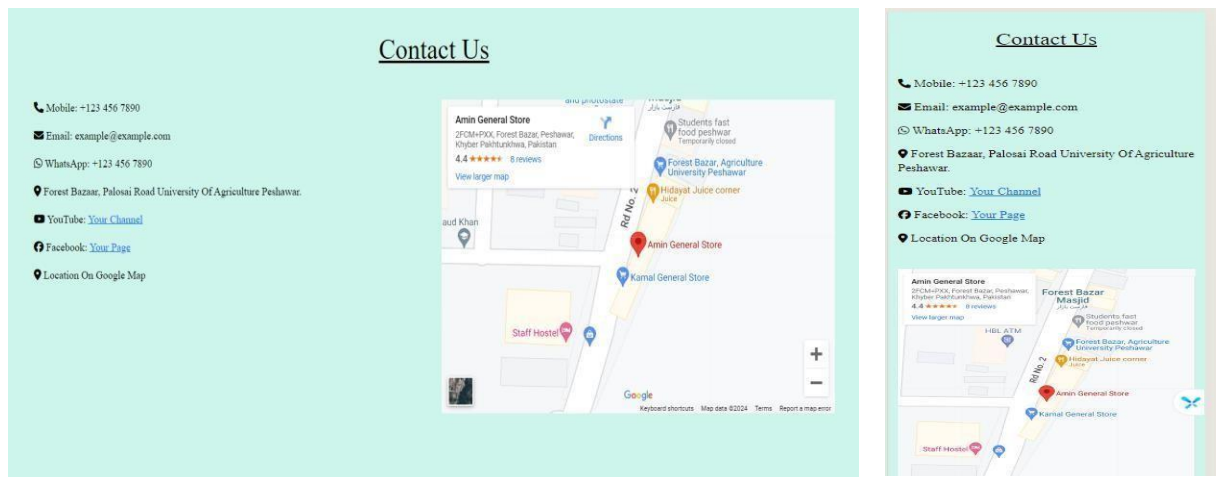 Contact Us
Mobile: +123 456 7890
Email: example@example.com
WhatsApp: +123 456 7890
Forest Bazaar, Palosai Road University Of Agriculture Peshawar.
YouTube: Your Channel
Facebook: Your Page
Location On Google Map
and photostate
Amin General Store
2FCM+PXX, Forest Bazar, Peshawar,
Khyber Pakhtunkhwa, Pakistan
4.4 8 reviews
View larger map
Directions
Students fast
food peshwar
Temporarily closed
Forest Bazar, Agriculture
University Peshawar
Hidayat Juice corner
Juice
Rd No. 2
aud Khan
Amin General Store
Kamal General Store
Staff Hostel
+
−
Google
Keyboard shortcuts Map data ©2024 Terms Report a map error
Contact Us
Mobile: +123 456 7890
Email: example@example.com
WhatsApp: +123 456 7890
Forest Bazaar, Palosai Road University Of Agriculture
Peshawar.
YouTube: Your Channel
Facebook: Your Page
Location On Google Map
Amin General Store
2FCM+PXX, Forest Bazar, Peshawar,
Khyber Pakhtunkhwa, Pakistan
4.4 8 reviews
View larger map
Forest Bazar
Masjid
HBL ATM
Students fast
food peshwar
Temporarily closed
Forest Bazar, Agriculture
University Peshawar
Hidayat Juice corner
Juice
Rd No. 2
Amin General Store
Kamal General Store
Staff Hostel